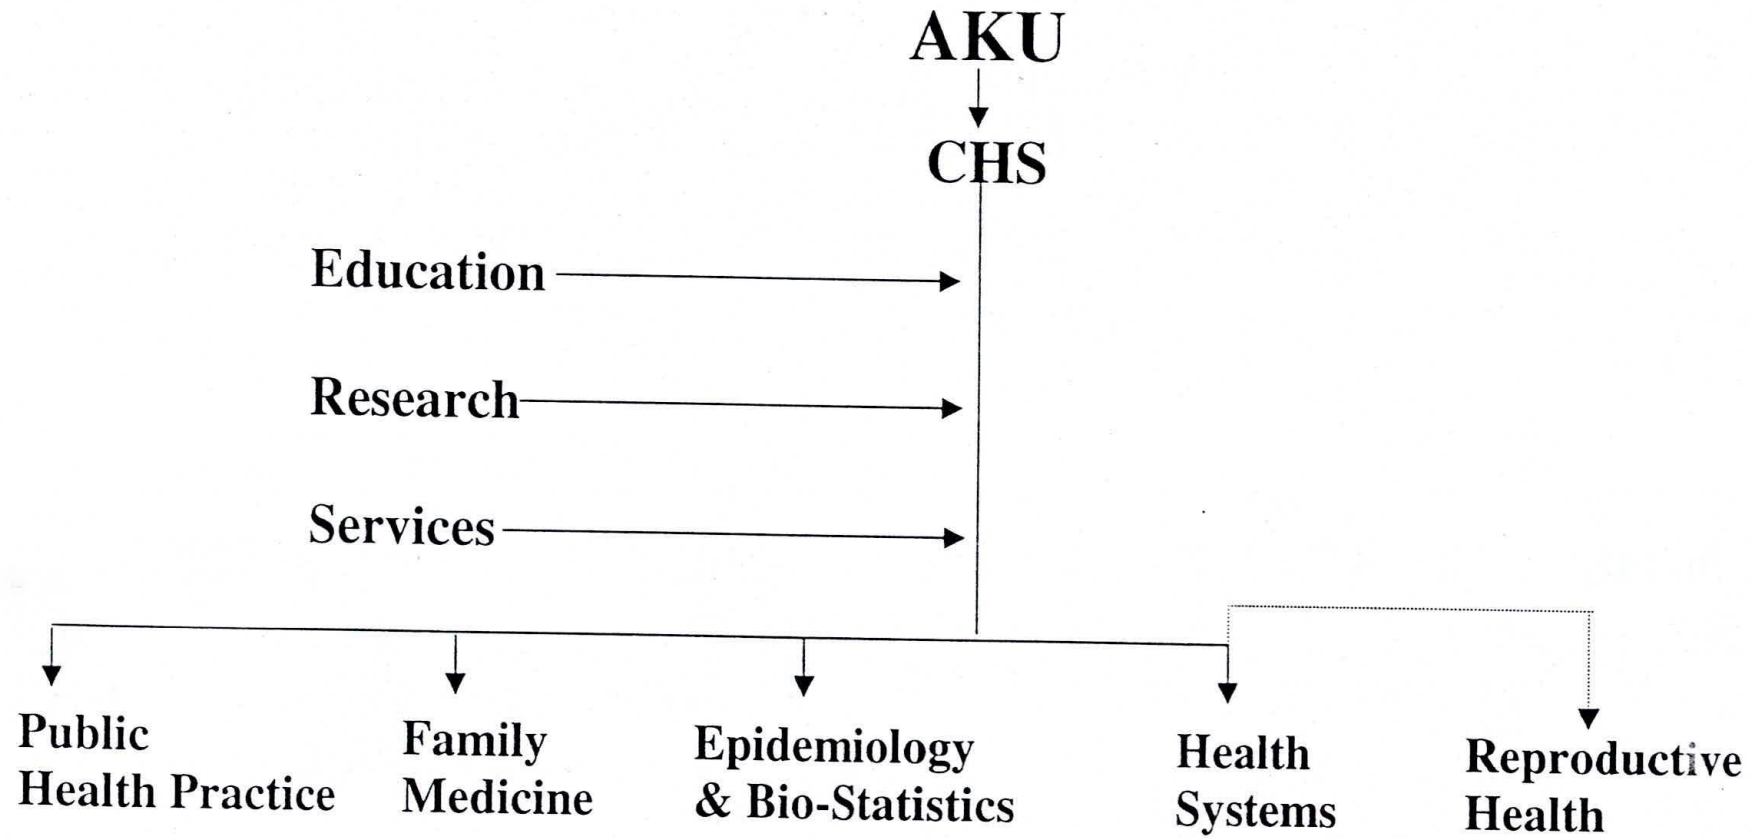 AKU
CHS
Education
Research
Services
Public
Health Practice
Family
Medicine
Epidemiology
& Bio-Statistics
Health
Systems
Reproductive
Health